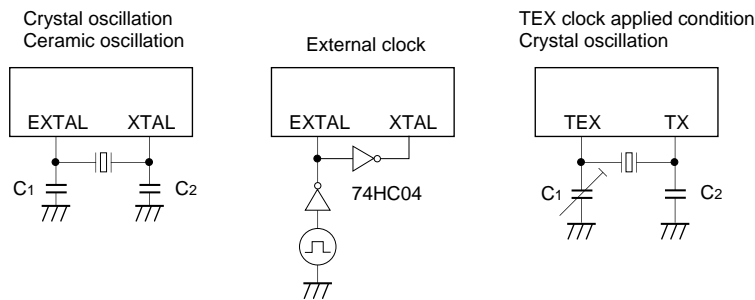 Crystal oscillation
Ceramic oscillation
EXTAL XTAL
C1 C2
External clock
EXTAL XTAL
74HC04
TEX clock applied condition
Crystal oscillation
TEX TX
C1 C2